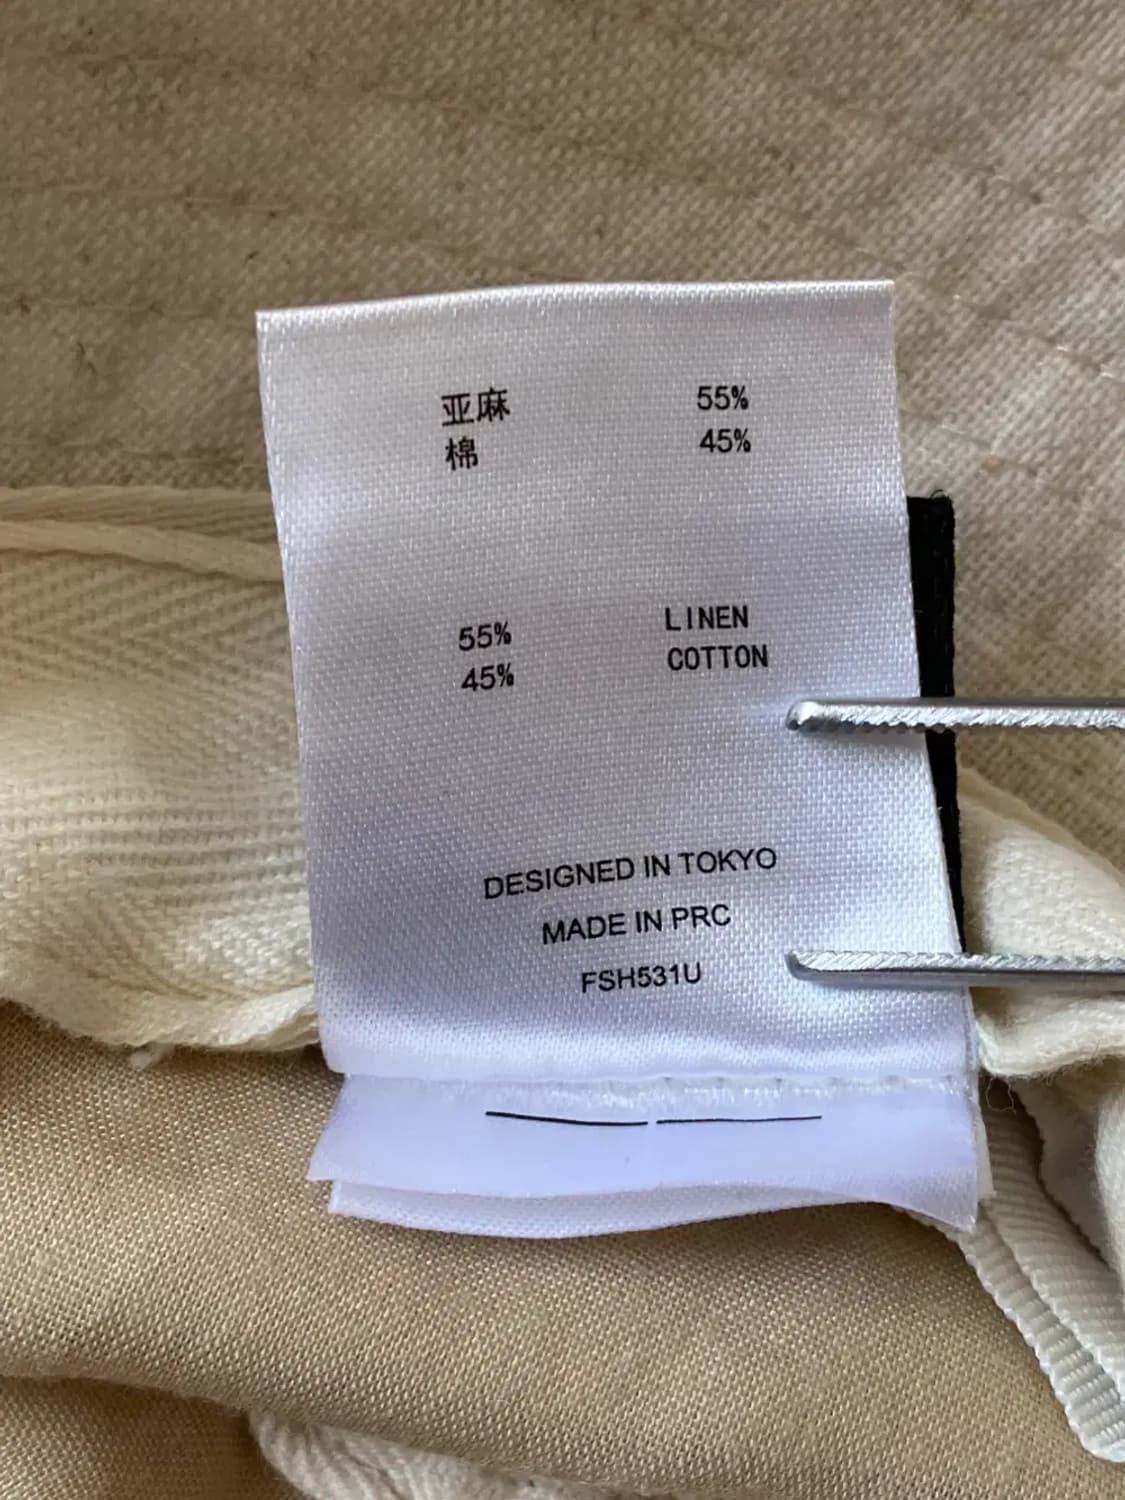 亚麻 55%
棉 45%
55% LINEN
45% COTTON
DESIGNED IN TOKYO
MADE IN PRC
FSH531U